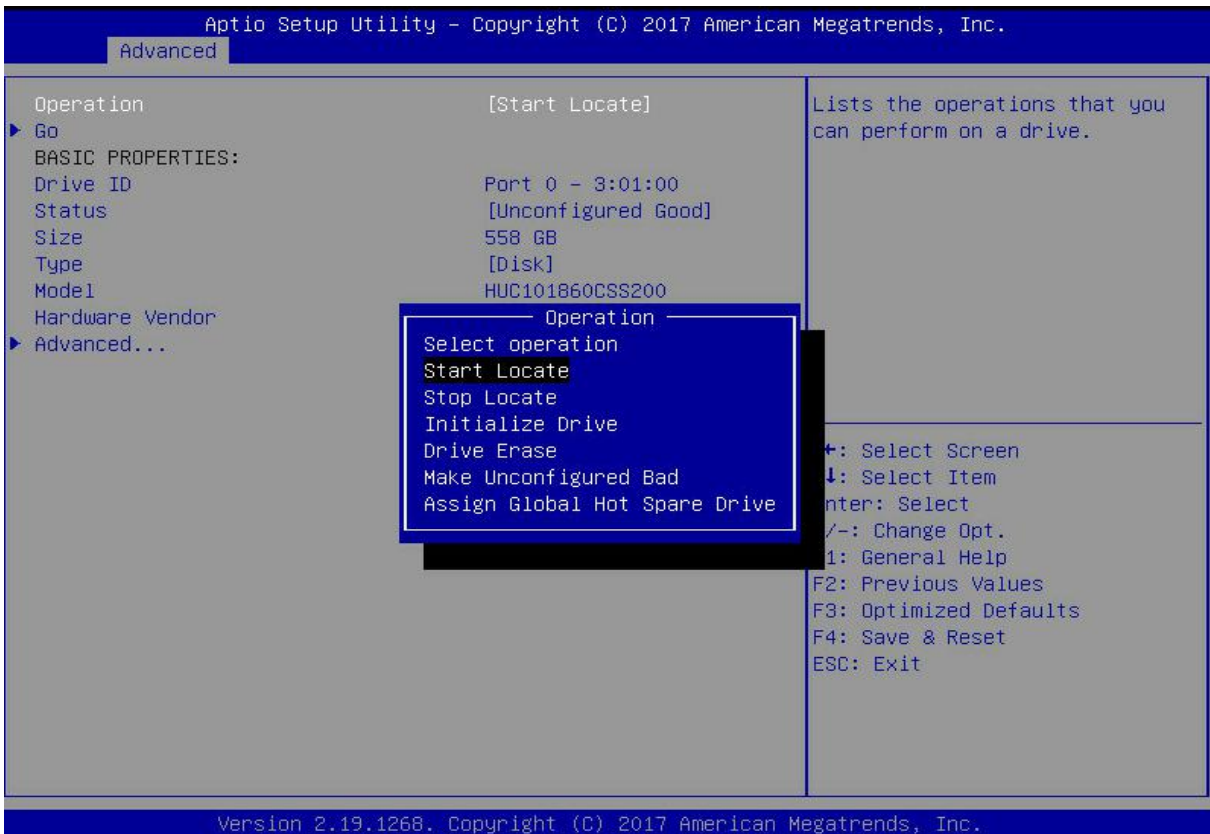 Aptio Setup Utility – Copyright (C) 2017 American Megatrends, Inc.
Advanced
Operation [Start Locate]
Go
BASIC PROPERTIES:
Drive ID Port 0 – 3:01:00
Status [Unconfigured Good]
Size 558 GB
Type [Disk]
Model HUC101860CSS200
Hardware Vendor
Advanced...
Operation
Select operation
Start Locate
Stop Locate
Initialize Drive
Drive Erase
Make Unconfigured Bad
Assign Global Hot Spare Drive
Lists the operations that you
can perform on a drive.
: Select Screen
: Select Item
nter: Select
/-: Change Opt.
1: General Help
F2: Previous Values
F3: Optimized Defaults
F4: Save & Reset
ESC: Exit
Version 2.19.1268. Copyright (C) 2017 American Megatrends, Inc.